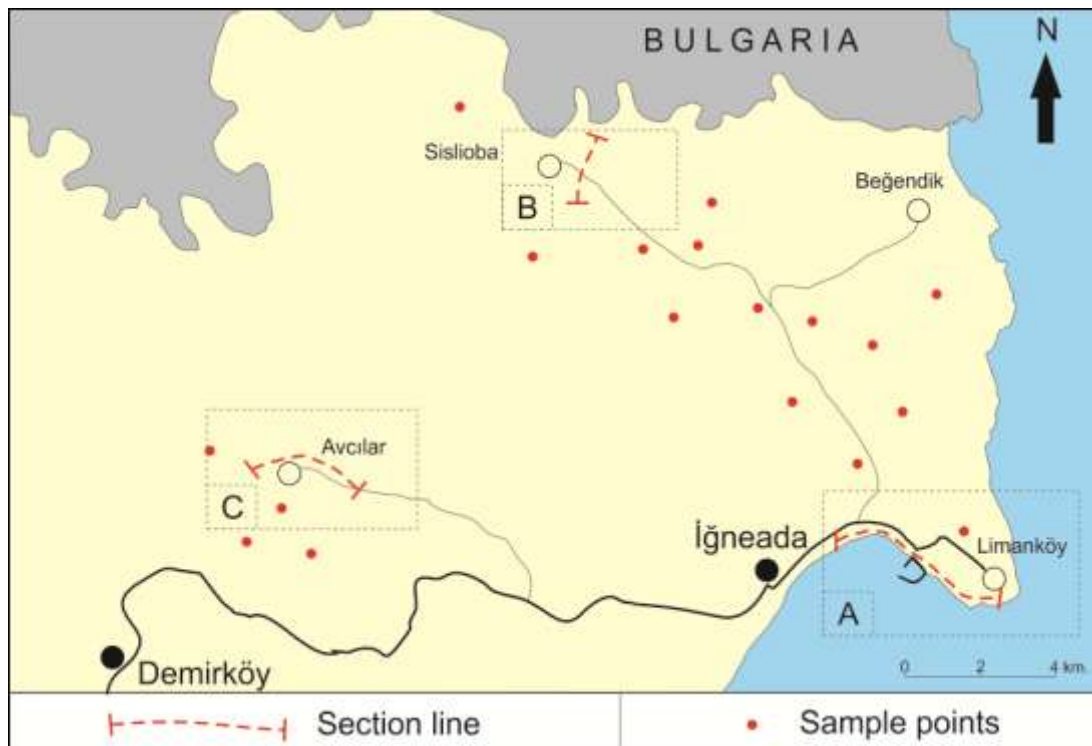 BULGARIA
N
Sislioba
Beğendik
B
Avcılar
C
İğneada
Limanköy
A
Demirköy
0 2 4 km
Section line
Sample points